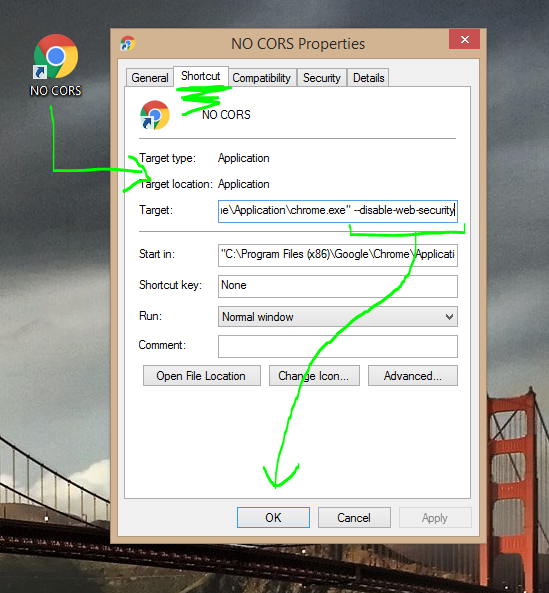 NO CORS
NO CORS Properties
General Shortcut Compatibility Security Details
NO CORS
Target type: Application
Target location: Application
Target: ne\Application\chrome.exe" --disable-web-security
Start in: "C:\Program Files (x86)\Google\Chrome\Applicati
Shortcut key: None
Run: Normal window
Comment:
Open File Location Change Icon... Advanced...
OK Cancel Apply